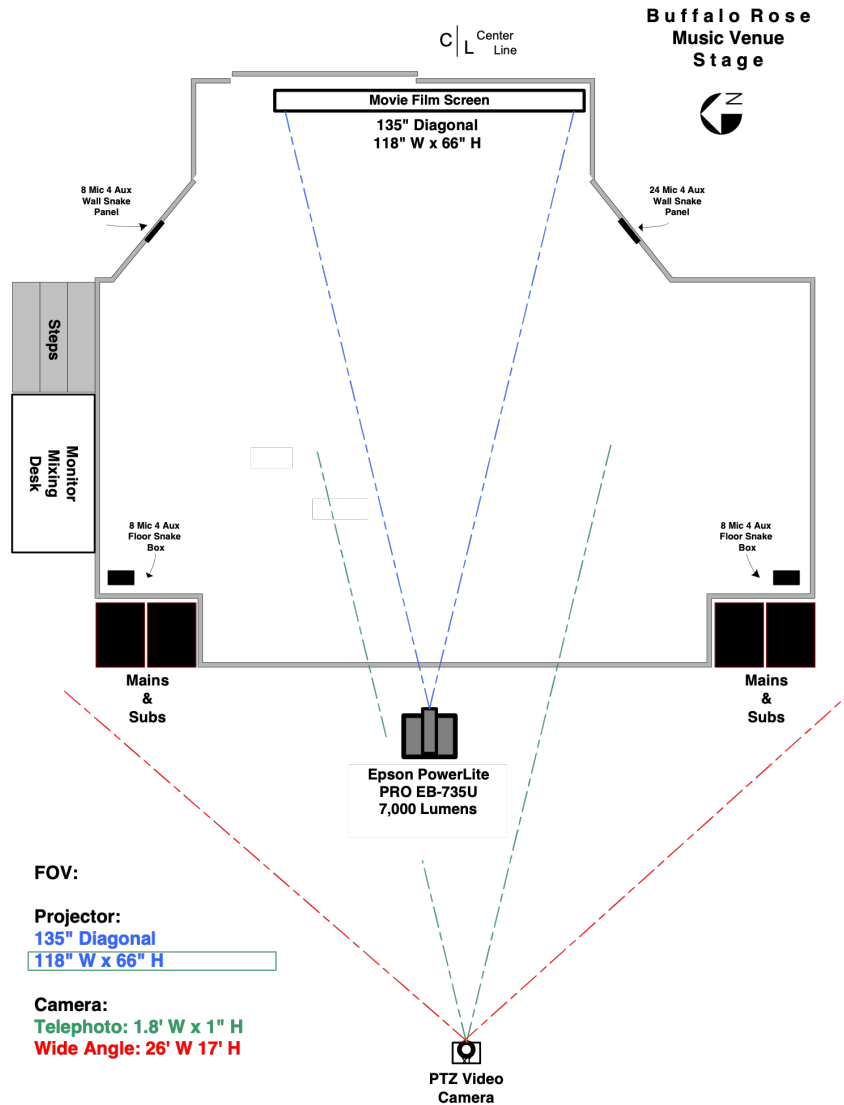 Buffalo Rose
Music Venue
Stage
C L Center
Line
N
Movie Film Screen
135" Diagonal
118" W x 66" H
8 Mic 4 Aux
Wall Snake
Panel
24 Mic 4 Aux
Wall Snake
Panel
Steps
Monitor
Mixing
Desk
8 Mic 4 Aux
Floor Snake
Box
8 Mic 4 Aux
Floor Snake
Box
Mains
&
Subs
Mains
&
Subs
Epson PowerLite
PRO EB-735U
7,000 Lumens
FOV:
Projector:
135" Diagonal
118" W x 66" H
Camera:
Telephoto: 1.8' W x 1" H
Wide Angle: 26' W 17' H
PTZ Video
Camera